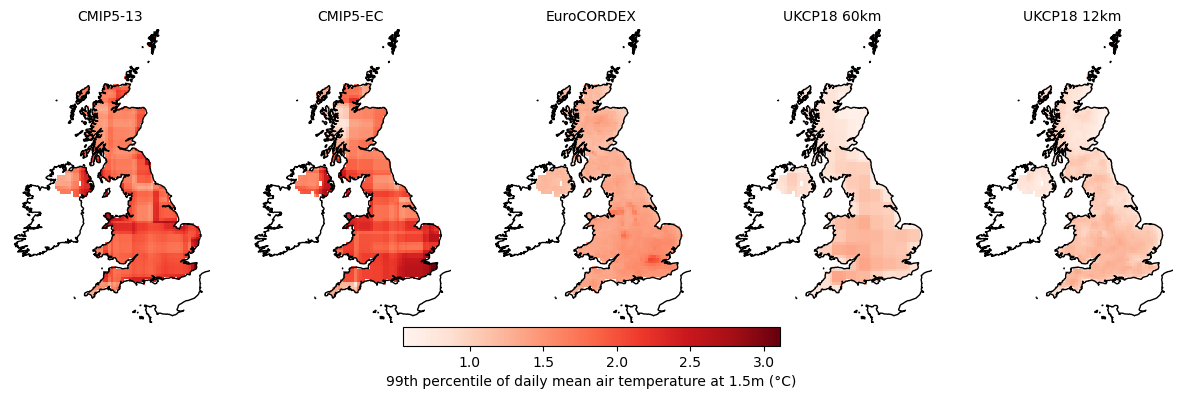 CMIP5-13
CMIP5-EC
EuroCORDEX
UKCP18 60km
UKCP18 12km
1.0
1.5
2.0
2.5
3.0
99th percentile of daily mean air temperature at 1.5m (°C)